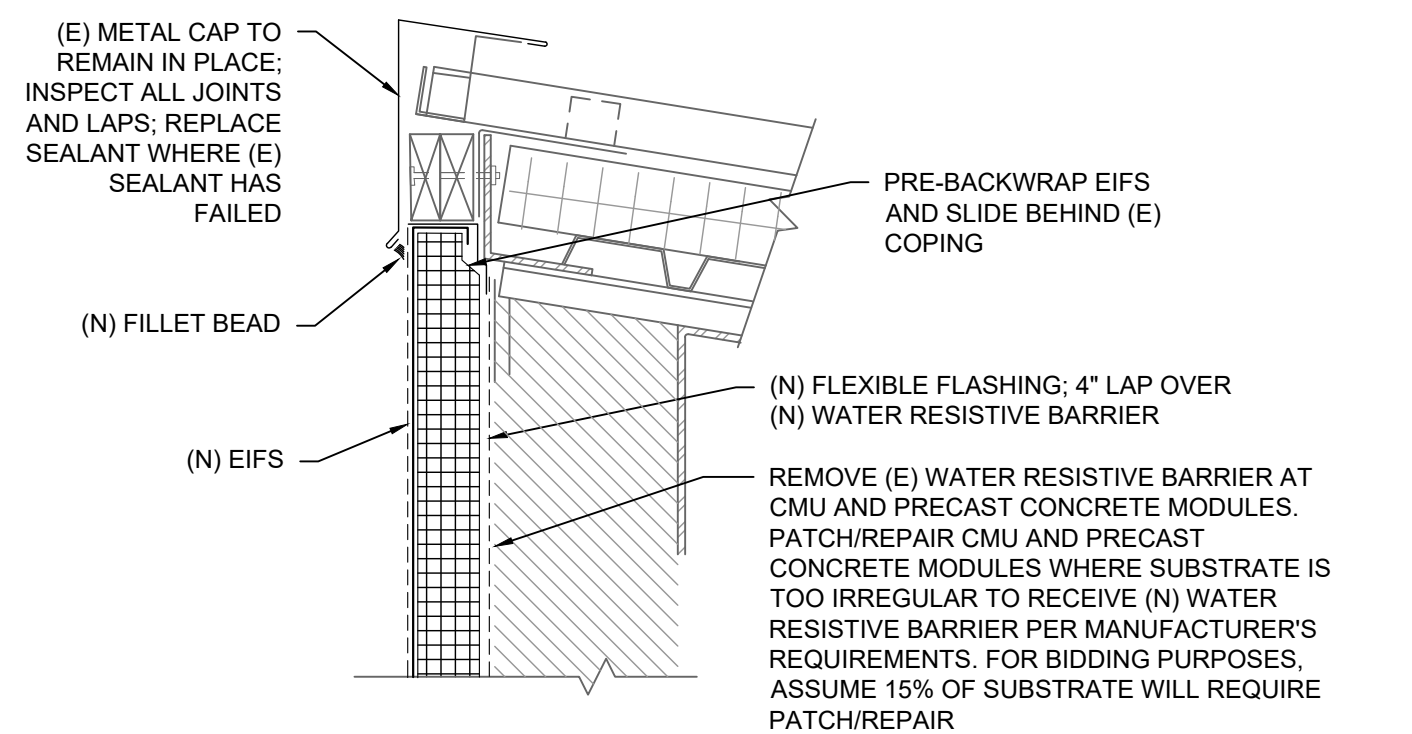 (E) METAL CAP TO
REMAIN IN PLACE;
INSPECT ALL JOINTS
AND LAPS; REPLACE
SEALANT WHERE (E)
SEALANT HAS
FAILED
PRE-BACKWRAP EIFS
AND SLIDE BEHIND (E)
COPING
(N) FILLET BEAD
(N) FLEXIBLE FLASHING; 4" LAP OVER
(N) WATER RESISTIVE BARRIER
(N) EIFS
REMOVE (E) WATER RESISTIVE BARRIER AT
CMU AND PRECAST CONCRETE MODULES.
PATCH/REPAIR CMU AND PRECAST
CONCRETE MODULES WHERE SUBSTRATE IS
TOO IRREGULAR TO RECEIVE (N) WATER
RESISTIVE BARRIER PER MANUFACTURER'S
REQUIREMENTS. FOR BIDDING PURPOSES,
ASSUME 15% OF SUBSTRATE WILL REQUIRE
PATCH/REPAIR